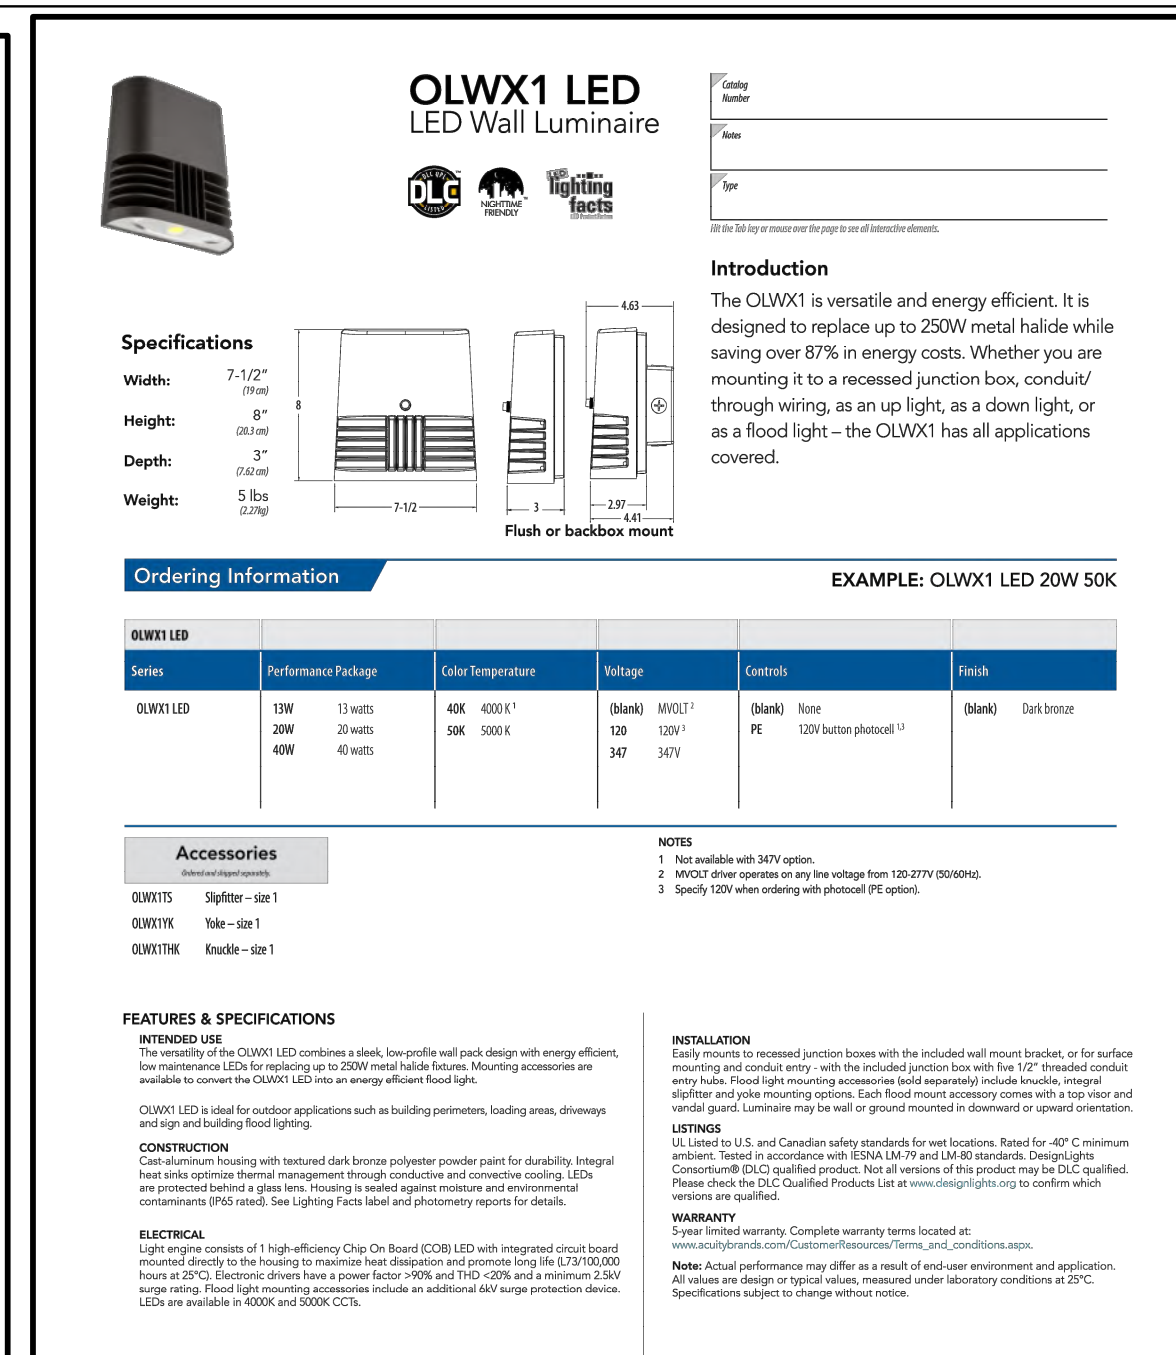 OLWX1 LED
LED Wall Luminaire
DLC QPL
DLC
LISTED
NIGHTTIME
FRIENDLY
LED
lighting
facts
LED Product Partner
Catalog
Number
Notes
Type
Hit the Tab key or mouse over the page to see all interactive elements.
Introduction
The OLWX1 is versatile and energy efficient. It is
designed to replace up to 250W metal halide while
saving over 87% in energy costs. Whether you are
mounting it to a recessed junction box, conduit/
through wiring, as an up light, as a down light, or
as a flood light – the OLWX1 has all applications
covered.
Specifications
Width: 7-1/2”
(19 cm)
Height: 8”
(20.3 cm)
Depth: 3”
(7.62 cm)
Weight: 5 lbs
(2.27kg)
8
7-1/2
3
4.63
2.97
4.41
Flush or backbox mount
Ordering Information
EXAMPLE: OLWX1 LED 20W 50K
OLWX1 LED
Series Performance Package Color Temperature Voltage Controls Finish
OLWX1 LED 13W 13 watts 40K 4000 K 1 (blank) MVOLT 2 (blank) None (blank) Dark bronze
20W 20 watts 50K 5000 K 120 120V 3 PE 120V button photocell 1,3
40W 40 watts 347 347V
Accessories
Ordered and shipped separately.
OLWX1TS Slipfitter – size 1
OLWX1YK Yoke – size 1
OLWX1THK Knuckle – size 1
NOTES
1 Not available with 347V option.
2 MVOLT driver operates on any line voltage from 120-277V (50/60Hz).
3 Specify 120V when ordering with photocell (PE option).
FEATURES & SPECIFICATIONS
INTENDED USE
The versatility of the OLWX1 LED combines a sleek, low-profile wall pack design with energy efficient,
low maintenance LEDs for replacing up to 250W metal halide fixtures. Mounting accessories are
available to convert the OLWX1 LED into an energy efficient flood light.
OLWX1 LED is ideal for outdoor applications such as building perimeters, loading areas, driveways
and sign and building flood lighting.
CONSTRUCTION
Cast-aluminum housing with textured dark bronze polyester powder paint for durability. Integral
heat sinks optimize thermal management through conductive and convective cooling. LEDs
are protected behind a glass lens. Housing is sealed against moisture and environmental
contaminants (IP65 rated). See Lighting Facts label and photometry reports for details.
ELECTRICAL
Light engine consists of 1 high-efficiency Chip On Board (COB) LED with integrated circuit board
mounted directly to the housing to maximize heat dissipation and promote long life (L73/100,000
hours at 25°C). Electronic drivers have a power factor >90% and THD <20% and a minimum 2.5kV
surge rating. Flood light mounting accessories include an additional 6kV surge protection device.
LEDs are available in 4000K and 5000K CCTs.
INSTALLATION
Easily mounts to recessed junction boxes with the included wall mount bracket, or for surface
mounting and conduit entry - with the included junction box with five 1/2” threaded conduit
entry hubs. Flood light mounting accessories (sold separately) include knuckle, integral
slipfitter and yoke mounting options. Each flood mount accessory comes with a top visor and
vandal guard. Luminaire may be wall or ground mounted in downward or upward orientation.
LISTINGS
UL Listed to U.S. and Canadian safety standards for wet locations. Rated for -40° C minimum
ambient. Tested in accordance with IESNA LM-79 and LM-80 standards. DesignLights
Consortium® (DLC) qualified product. Not all versions of this product may be DLC qualified.
Please check the DLC Qualified Products List at www.designlights.org to confirm which
versions are qualified.
WARRANTY
5-year limited warranty. Complete warranty terms located at:
www.acuitybrands.com/CustomerResources/Terms_and_conditions.aspx.
Note: Actual performance may differ as a result of end-user environment and application.
All values are design or typical values, measured under laboratory conditions at 25°C.
Specifications subject to change without notice.